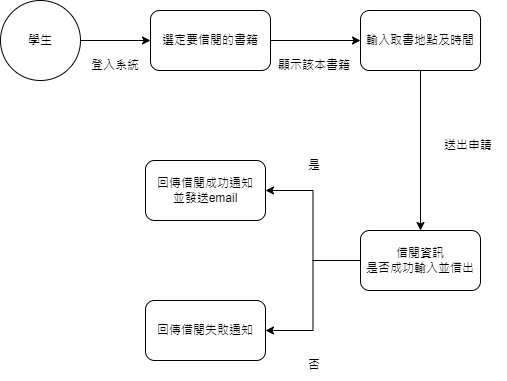 學生
登入系統
選定要借閱的書籍
顯示該本書籍
輸入取書地點及時間
送出申請
借閱資訊
是否成功輸入並借出
是
回傳借閱成功通知
並發送email
回傳借閱失敗通知
否